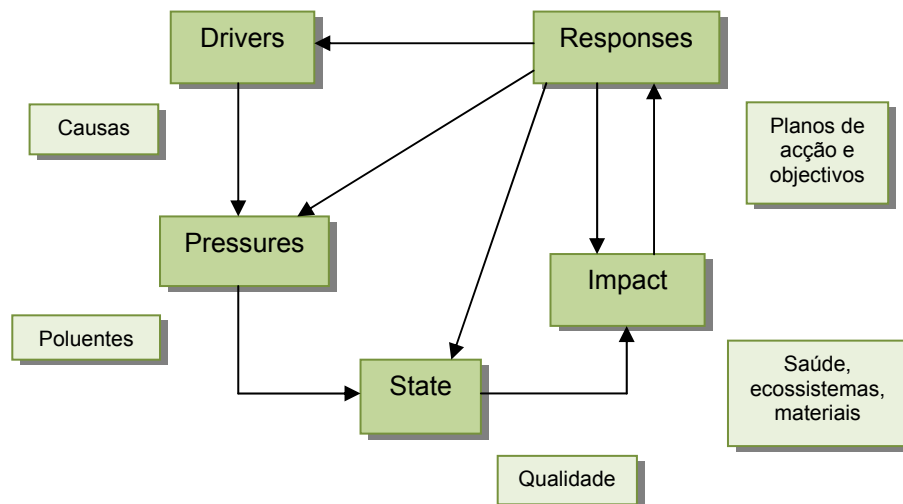 Drivers
Responses
Causas
Planos de
acção e
objectivos
Pressures
Impact
Poluentes
State
Saúde,
ecossistemas,
materiais
Qualidade